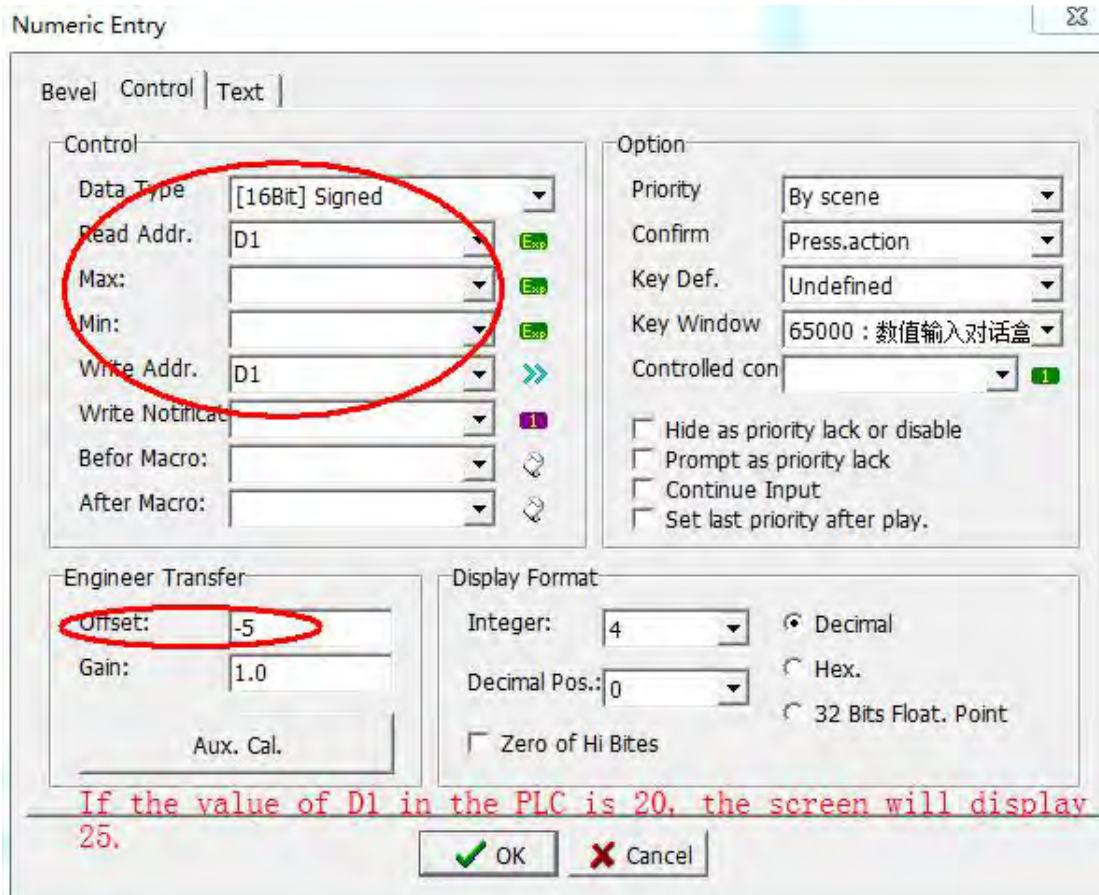 Numeric Entry
Bevel Control Text
Control
Data Type [16Bit] Signed
Read Addr. D1 Exp
Max: Exp
Min: Exp
Write Addr. D1
Write Notificat 1
Befor Macro:
After Macro:
Option
Priority By scene
Confirm Press.action
Key Def. Undefined
Key Window 65000 : 数值输入对话盒
Controlled con 1
Hide as priority lack or disable
Prompt as priority lack
Continue Input
Set last priority after play.
Engineer Transfer
Offset: -5
Gain: 1.0
Aux. Cal.
Display Format
Integer: 4
Decimal Pos.: 0
Zero of Hi Bites
Decimal
Hex.
32 Bits Float. Point
If the value of D1 in the PLC is 20, the screen will display
25.
OK Cancel